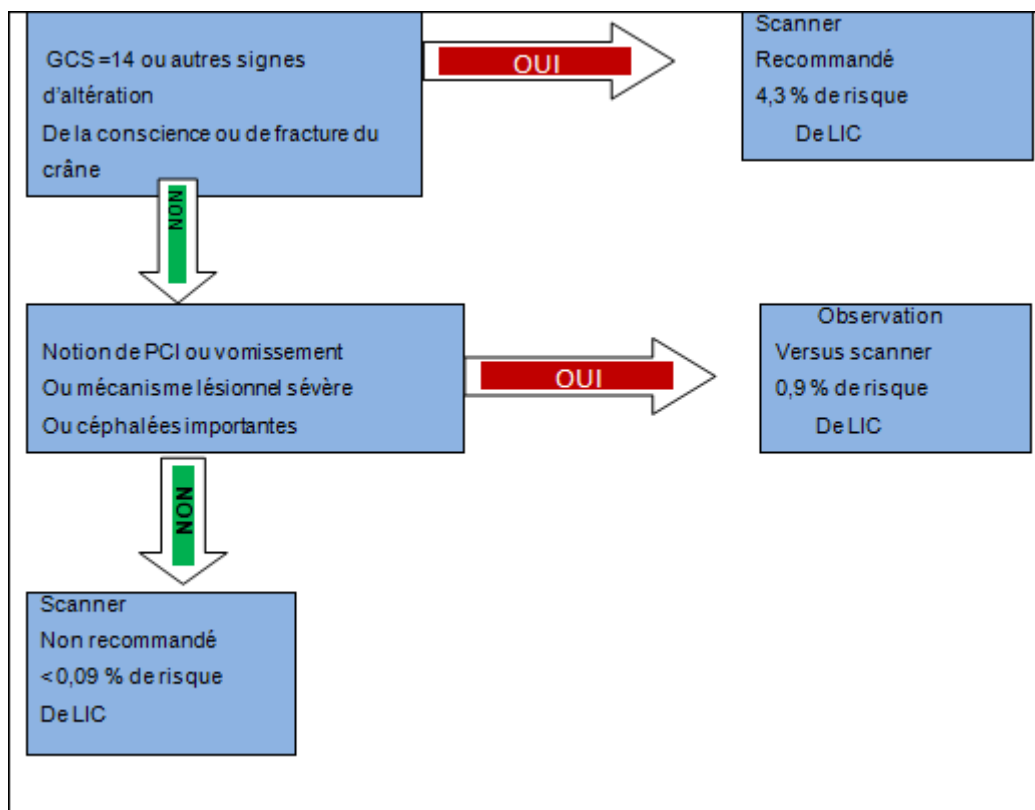 GCS =14 ou autres signes
d'altération
De la conscience ou de fracture du
crâne
OUI
Scanner
Recommandé
4,3 % de risque
De LIC
NON
Notion de PCI ou vomissement
Ou mécanisme lésionnel sévère
Ou céphalées importantes
OUI
Observation
Versus scanner
0,9 % de risque
De LIC
NON
Scanner
Non recommandé
<0,09 % de risque
De LIC